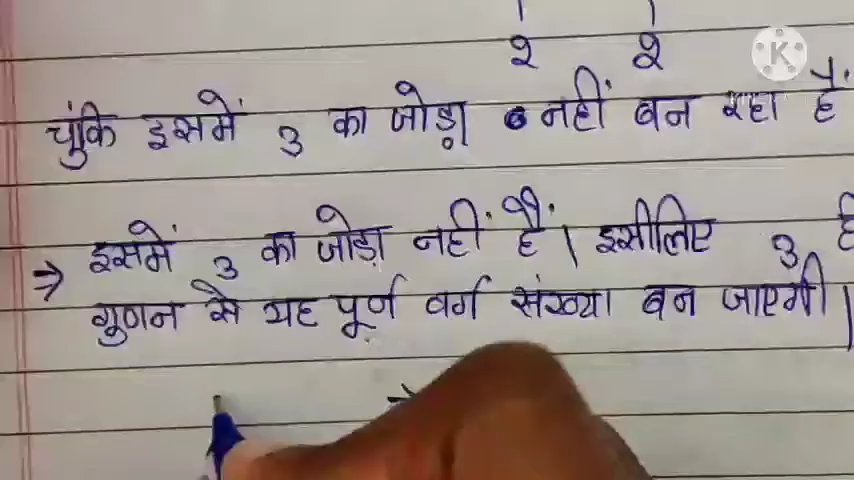 2 2
चुंकि इसमें 3 का जोड़ा नहीं बन रहा है
इसमें 3 का जोड़ा नहीं हैं। इसीलिए 3
गुणन से यह पूर्ण वर्ग संख्या बन जाएगी।